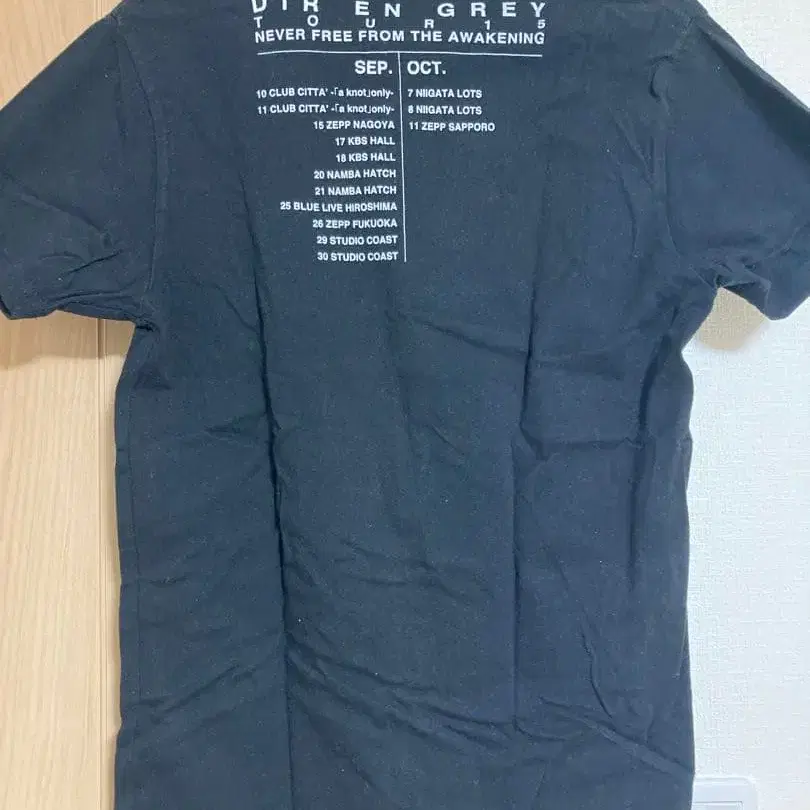 DIR EN GREY
TOUR15
NEVER FREE FROM THE AWAKENING
SEP.
10 CLUB CITTA' -「a knot」only-
11 CLUB CITTA' -「a knot」only-
15 ZEPP NAGOYA
17 KBS HALL
18 KBS HALL
20 NAMBA HATCH
21 NAMBA HATCH
25 BLUE LIVE HIROSHIMA
26 ZEPP FUKUOKA
29 STUDIO COAST
30 STUDIO COAST
OCT.
7 NIIGATA LOTS
8 NIIGATA LOTS
11 ZEPP SAPPORO